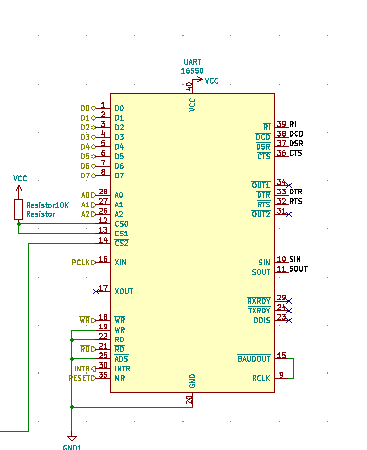 UART
16550
VCC
40
VCC
D0 1 D0
D1 2 D1
D2 3 D2
D3 4 D3
D4 5 D4
D5 6 D5
D6 7 D6
D7 8 D7
39 RI
RI
38 DCD
DCD
37 DSR
DSR
36 CTS
CTS
VCC
Resistor10K
Resistor
A0 28 A0
A1 27 A1
A2 26 A2
12 CS0
13 CS1
14 CS2
OUT1 34
DTR 33 DTR
RTS 32 RTS
OUT2 31
PCLK 16 XIN
SIN 10 SIN
SOUT 11 SOUT
17 XOUT
RXRDY 29
TXRDY 24
DDIS 23
WR 18 WR
19 WR
22 RD
RD 21 RD
25 ADS
INTR 30 INTR
RESET 35 MR
BAUDOUT 15
RCLK 9
GND
20
GND1